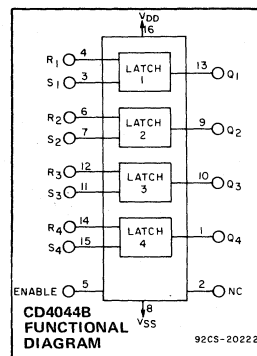 VDD
16
R1 4
S1 3
LATCH
1
13 Q1
R2 6
S2 7
LATCH
2
9 Q2
R3 12
S3 11
LATCH
3
10 Q3
R4 14
S4 15
LATCH
4
1 Q4
ENABLE 5
2 NC
8
VSS
CD4044B
FUNCTIONAL
DIAGRAM
92CS-20222